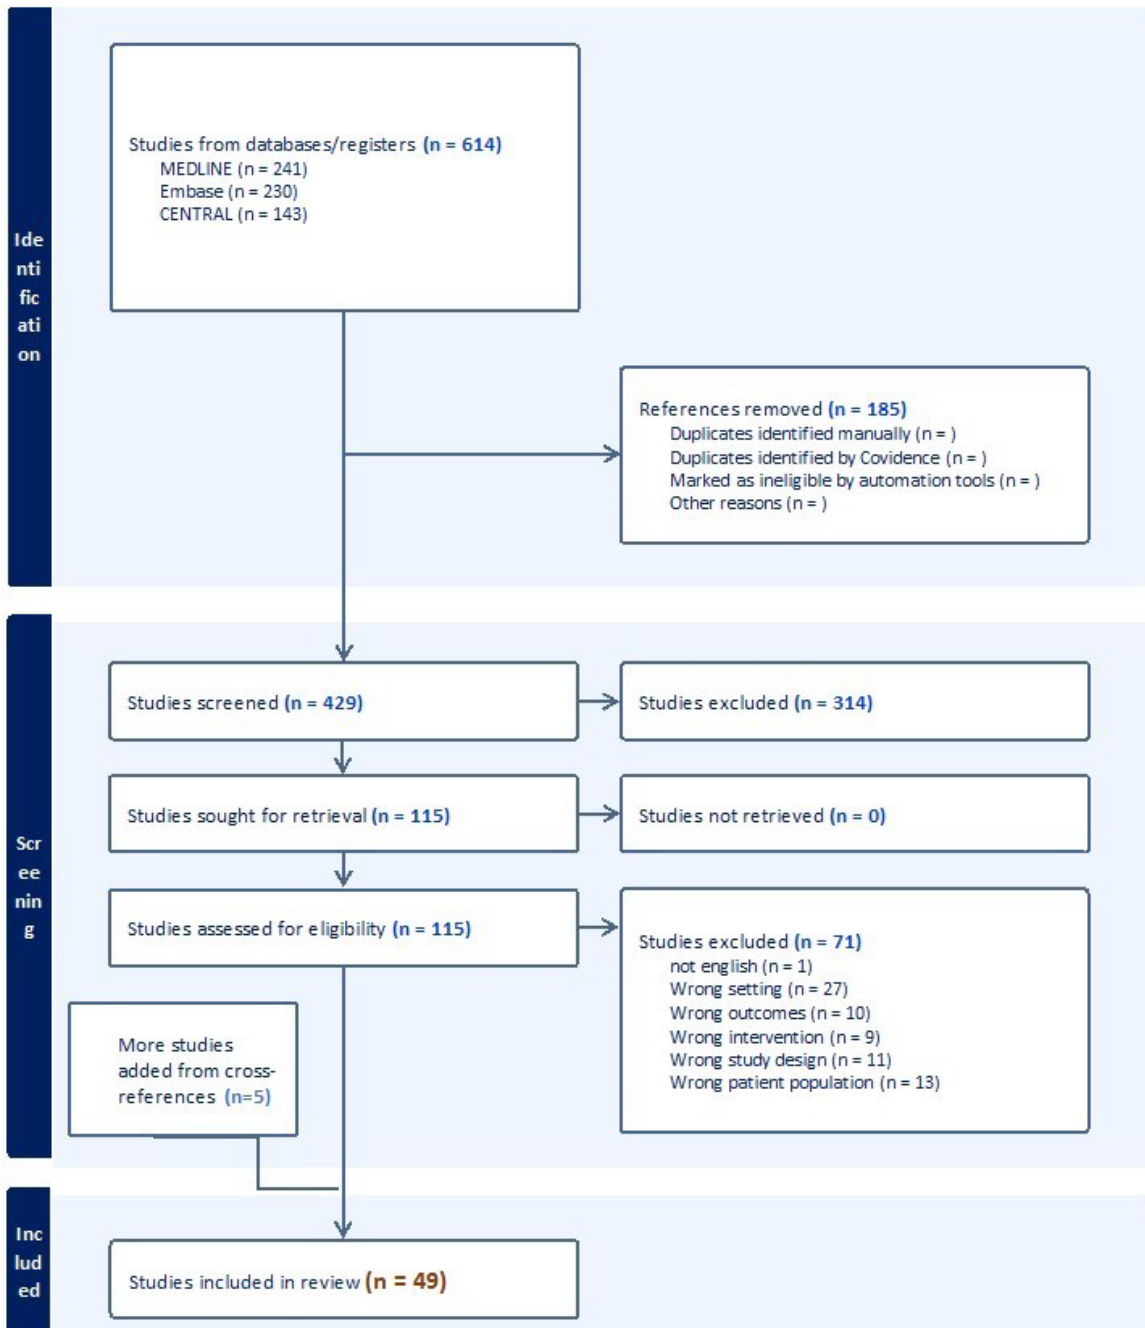 Ide
nti
fic
ati
on
Studies from databases/registers (n = 614)
MEDLINE (n = 241)
Embase (n = 230)
CENTRAL (n = 143)
References removed (n = 185)
Duplicates identified manually (n = )
Duplicates identified by Covidence (n = )
Marked as ineligible by automation tools (n = )
Other reasons (n = )
Scr
ee
nin
g
Studies screened (n = 429)
Studies excluded (n = 314)
Studies sought for retrieval (n = 115)
Studies not retrieved (n = 0)
Studies assessed for eligibility (n = 115)
Studies excluded (n = 71)
not english (n = 1)
Wrong setting (n = 27)
Wrong outcomes (n = 10)
Wrong intervention (n = 9)
Wrong study design (n = 11)
Wrong patient population (n = 13)
More studies
added from cross-
references (n=5)
Inc
lud
ed
Studies included in review (n = 49)